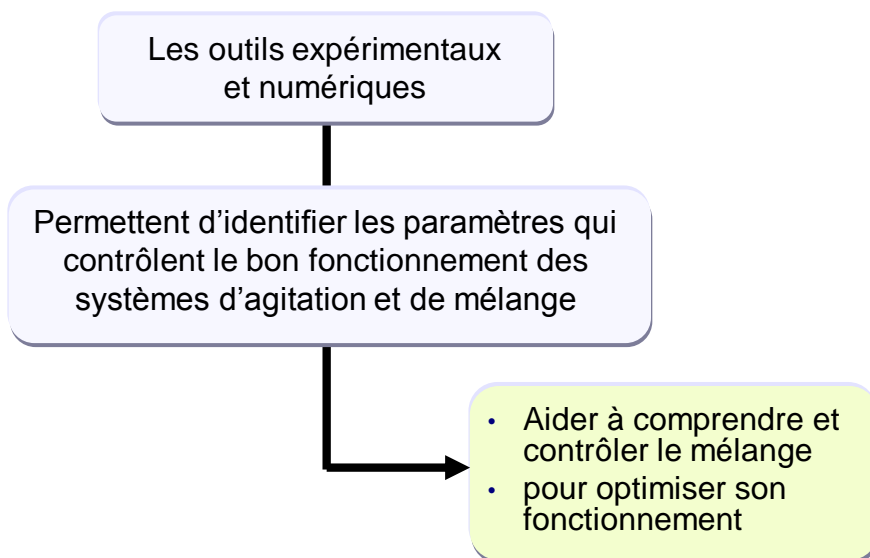 Les outils expérimentaux
et numériques
Permettent d’identifier les paramètres qui
contrôlent le bon fonctionnement des
systèmes d’agitation et de mélange
• Aider à comprendre et
contrôler le mélange
• pour optimiser son
fonctionnement